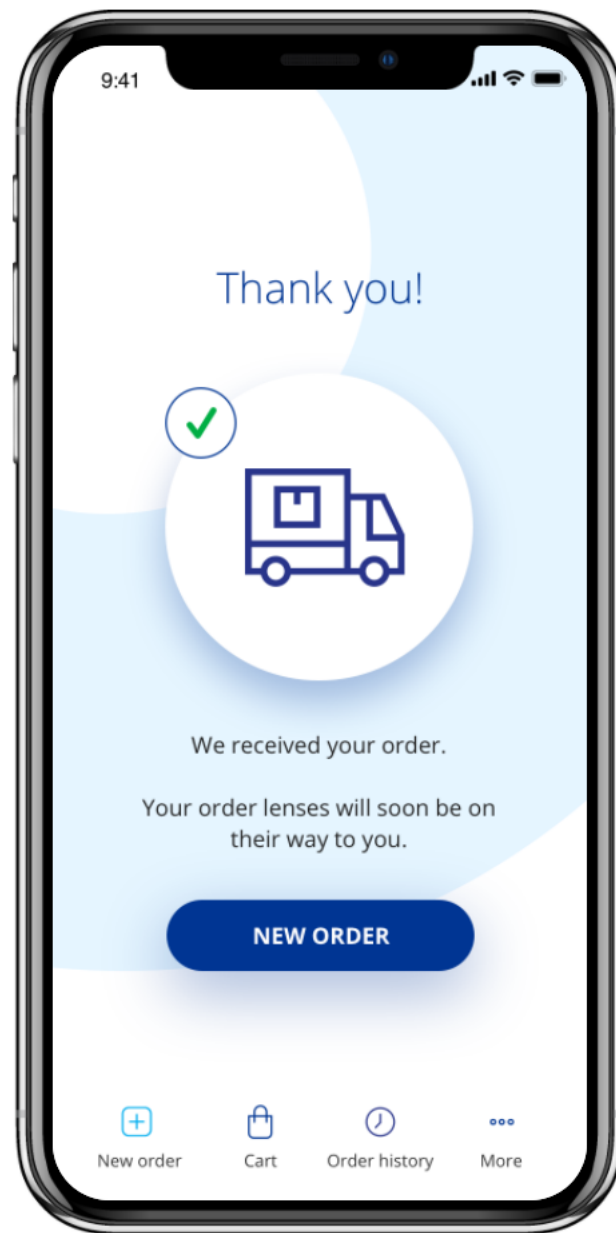 9:41
Thank you!
We received your order.
Your order lenses will soon be on
their way to you.
NEW ORDER
New order
Cart
Order history
More